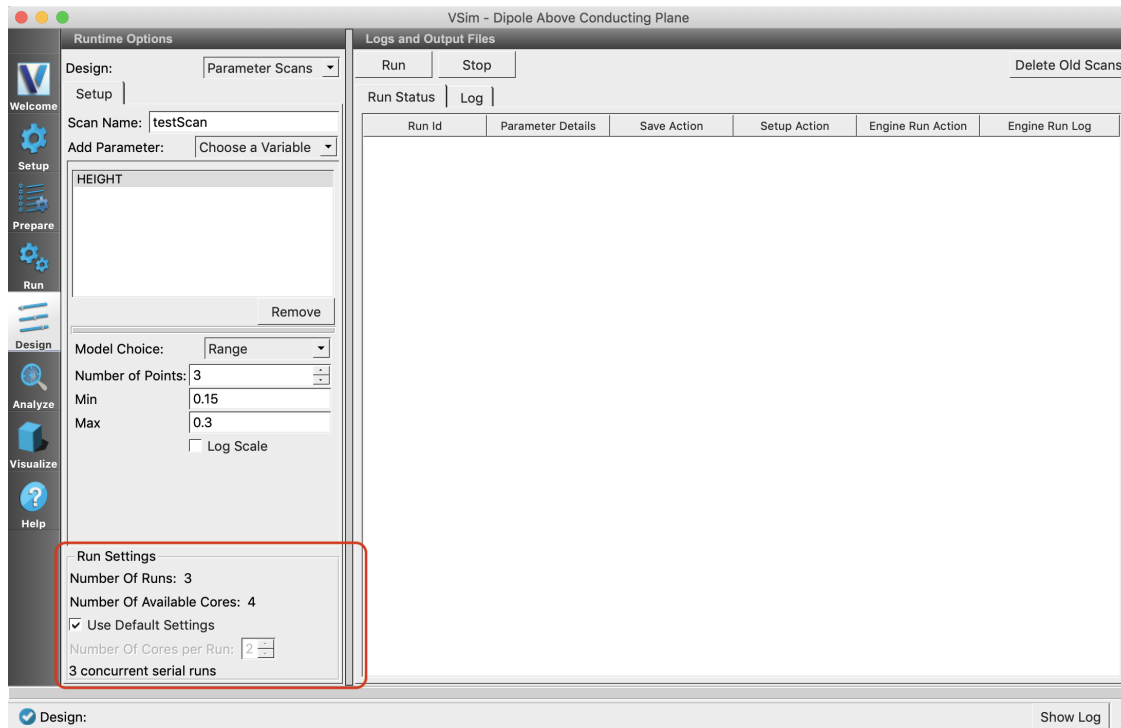 VSim - Dipole Above Conducting Plane
Runtime Options
Logs and Output Files
Welcome
Setup
Prepare
Run
Design
Analyze
Visualize
Help
Design: Parameter Scans
Setup
Scan Name: testScan
Add Parameter: Choose a Variable
HEIGHT
Remove
Model Choice: Range
Number of Points: 3
Min 0.15
Max 0.3
Log Scale
Run Settings
Number Of Runs: 3
Number Of Available Cores: 4
Use Default Settings
Number Of Cores per Run: 2
3 concurrent serial runs
Run Stop Delete Old Scans
Run Status Log
Run Id Parameter Details Save Action Setup Action Engine Run Action Engine Run Log
Design: Show Log